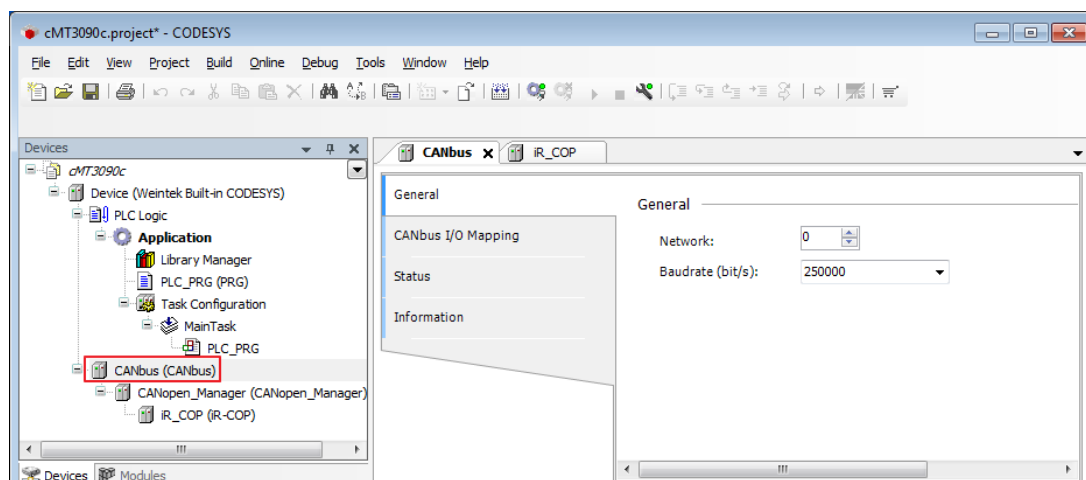 cMT3090c.project* - CODESYS
File Edit View Project Build Online Debug Tools Window Help
Devices
cMT3090c
Device (Weintek Built-in CODESYS)
PLC Logic
Application
Library Manager
PLC_PRG (PRG)
Task Configuration
MainTask
PLC_PRG
CANbus (CANbus)
CANopen_Manager (CANopen_Manager)
iR_COP (iR-COP)
Devices Modules
CANbus iR_COP
General
CANbus I/O Mapping
Status
Information
General
Network: 0
Baudrate (bit/s): 250000